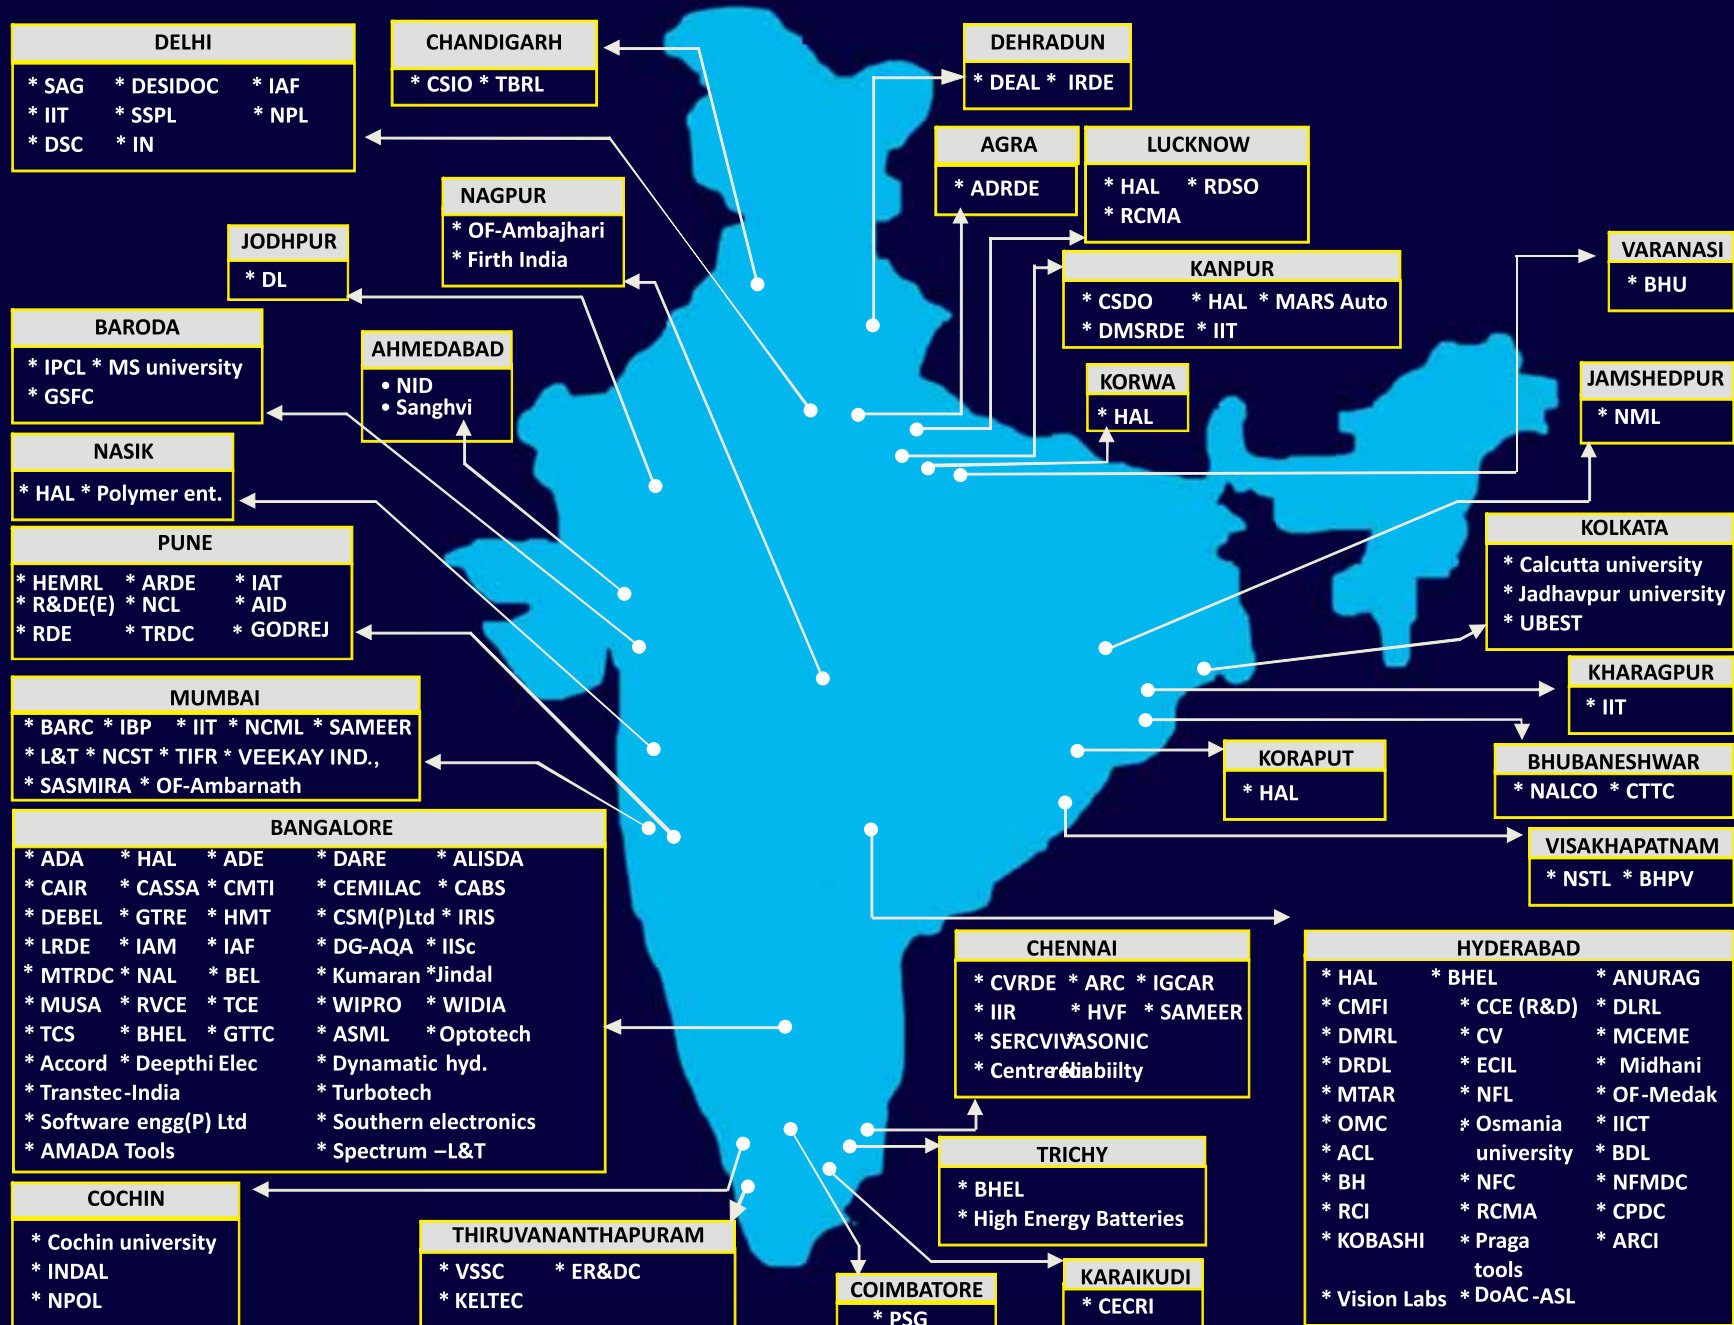 DELHI
* SAG * DESIDOC * IAF
* IIT * SSPL * NPL
* DSC * IN
CHANDIGARH
* CSIO * TBRL
DEHRADUN
* DEAL * IRDE
AGRA
* ADRDE
LUCKNOW
* HAL * RDSO
* RCMA
NAGPUR
* OF-Ambajhari
* Firth India
JODHPUR
* DL
KANPUR
* CSDO * HAL * MARS Auto
* DMSRDE * IIT
VARANASI
* BHU
BARODA
* IPCL * MS university
* GSFC
AHMEDABAD
• NID
• Sanghvi
KORWA
* HAL
JAMSHEDPUR
* NML
NASIK
* HAL * Polymer ent.
PUNE
* HEMRL * ARDE * IAT
* R&DE(E) * NCL * AID
* RDE * TRDC * GODREJ
KOLKATA
* Calcutta university
* Jadhavpur university
* UBEST
KHARAGPUR
* IIT
MUMBAI
* BARC * IBP * IIT * NCML * SAMEER
* L&T * NCST * TIFR * VEEKAY IND.,
* SASMIRA * OF-Ambarnath
KORAPUT
* HAL
BHUBANESHWAR
* NALCO * CTTC
VISAKHAPATNAM
* NSTL * BHPV
BANGALORE
* ADA * HAL * ADE * DARE * ALISDA
* CAIR * CASSA * CMTI * CEMILAC * CABS
* DEBEL * GTRE * HMT * CSM(P)Ltd * IRIS
* LRDE * IAM * IAF * DG-AQA * IISc
* MTRDC * NAL * BEL * Kumaran *Jindal
* MUSA * RVCE * TCE * WIPRO * WIDIA
* TCS * BHEL * GTTC * ASML *Optotech
* Accord * Deepthi Elec * Dynamatic hyd.
* Transtec-India * Turbotech
* Software engg(P) Ltd * Southern electronics
* AMADA Tools * Spectrum –L&T
CHENNAI
* CVRDE * ARC * IGCAR
* IIR * HVF * SAMEER
* SERC * VIVASONIC
* Centre for reliabiilty
HYDERABAD
* HAL * BHEL * ANURAG
* CMFI * CCE (R&D) * DLRL
* DMRL * CV * MCEME
* DRDL * ECIL * Midhani
* MTAR * NFL * OF-Medak
* OMC * Osmania * IICT
* ACL university * BDL
* BH * NFC * NFMDC
* RCI * RCMA * CPDC
* KOBASHI * Praga * ARCI
tools
* Vision Labs * DoAC -ASL
TRICHY
* BHEL
* High Energy Batteries
COCHIN
* Cochin university
* INDAL
* NPOL
THIRUVANANTHAPURAM
* VSSC * ER&DC
* KELTEC
COIMBATORE
* PSG
KARAIKUDI
* CECRI